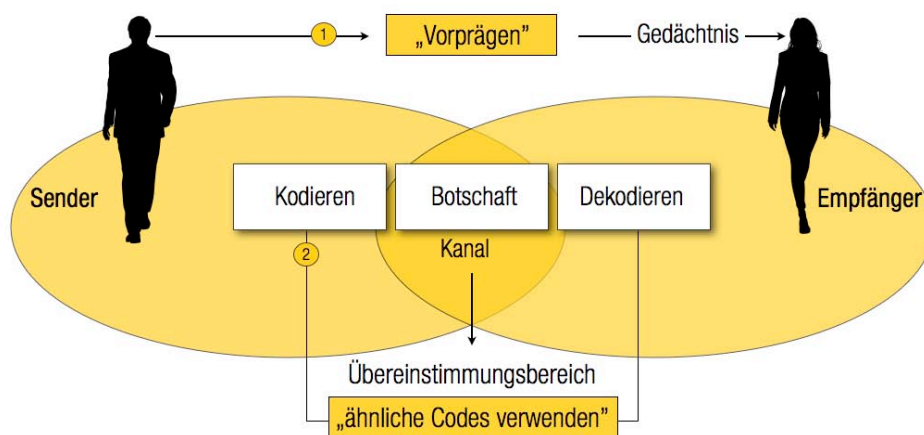 1
„Vorprägen”
Gedächtnis
Sender
Kodieren
Botschaft
Dekodieren
Empfänger
2
Kanal
Übereinstimmungsbereich
„ähnliche Codes verwenden”